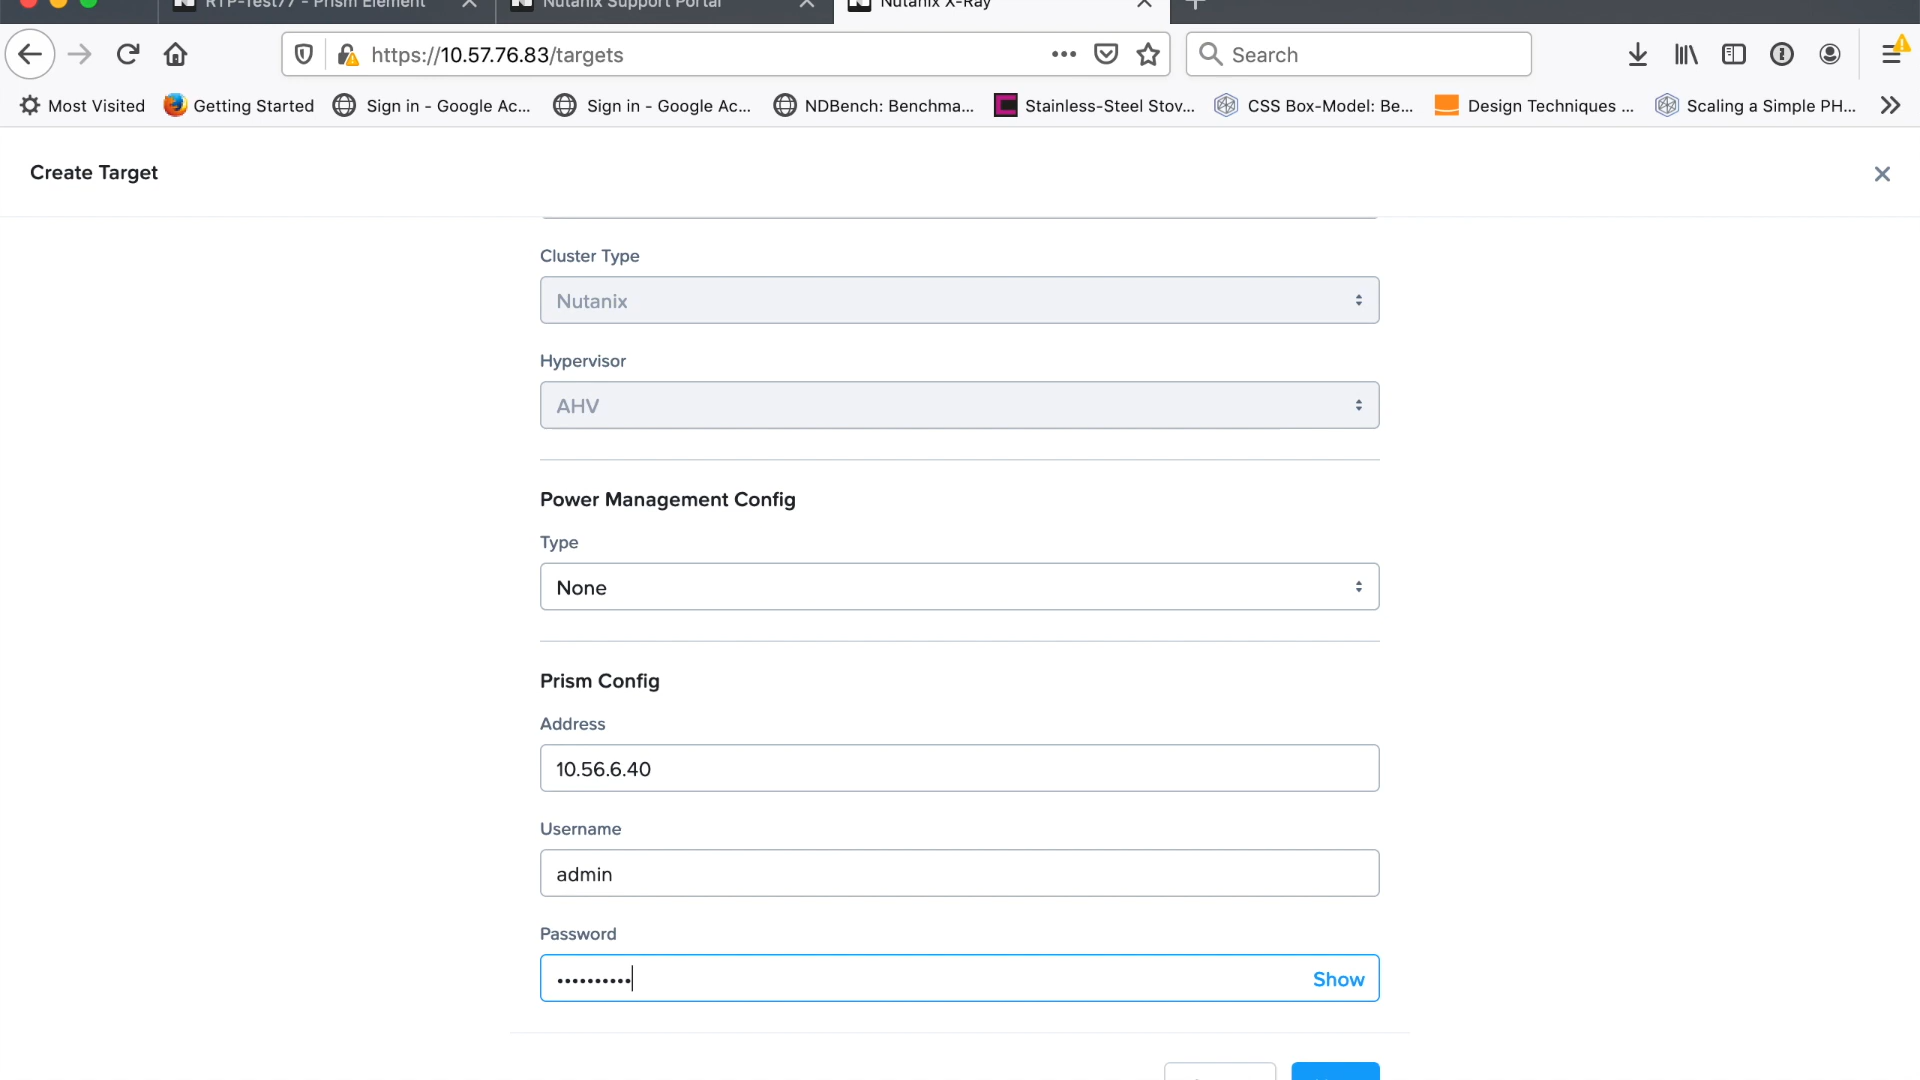 RTP-Test77 - Prism Element
Nutanix Support Portal
Nutanix X-Ray
https://10.57.76.83/targets
Search
Most Visited
Getting Started
Sign in - Google Ac...
Sign in - Google Ac...
NDBench: Benchma...
Stainless-Steel Stov...
CSS Box-Model: Be...
Design Techniques ...
Scaling a Simple PH...
Create Target
Cluster Type
Nutanix
Hypervisor
AHV
Power Management Config
Type
None
Prism Config
Address
10.56.6.40
Username
admin
Password
••••••••••
Show